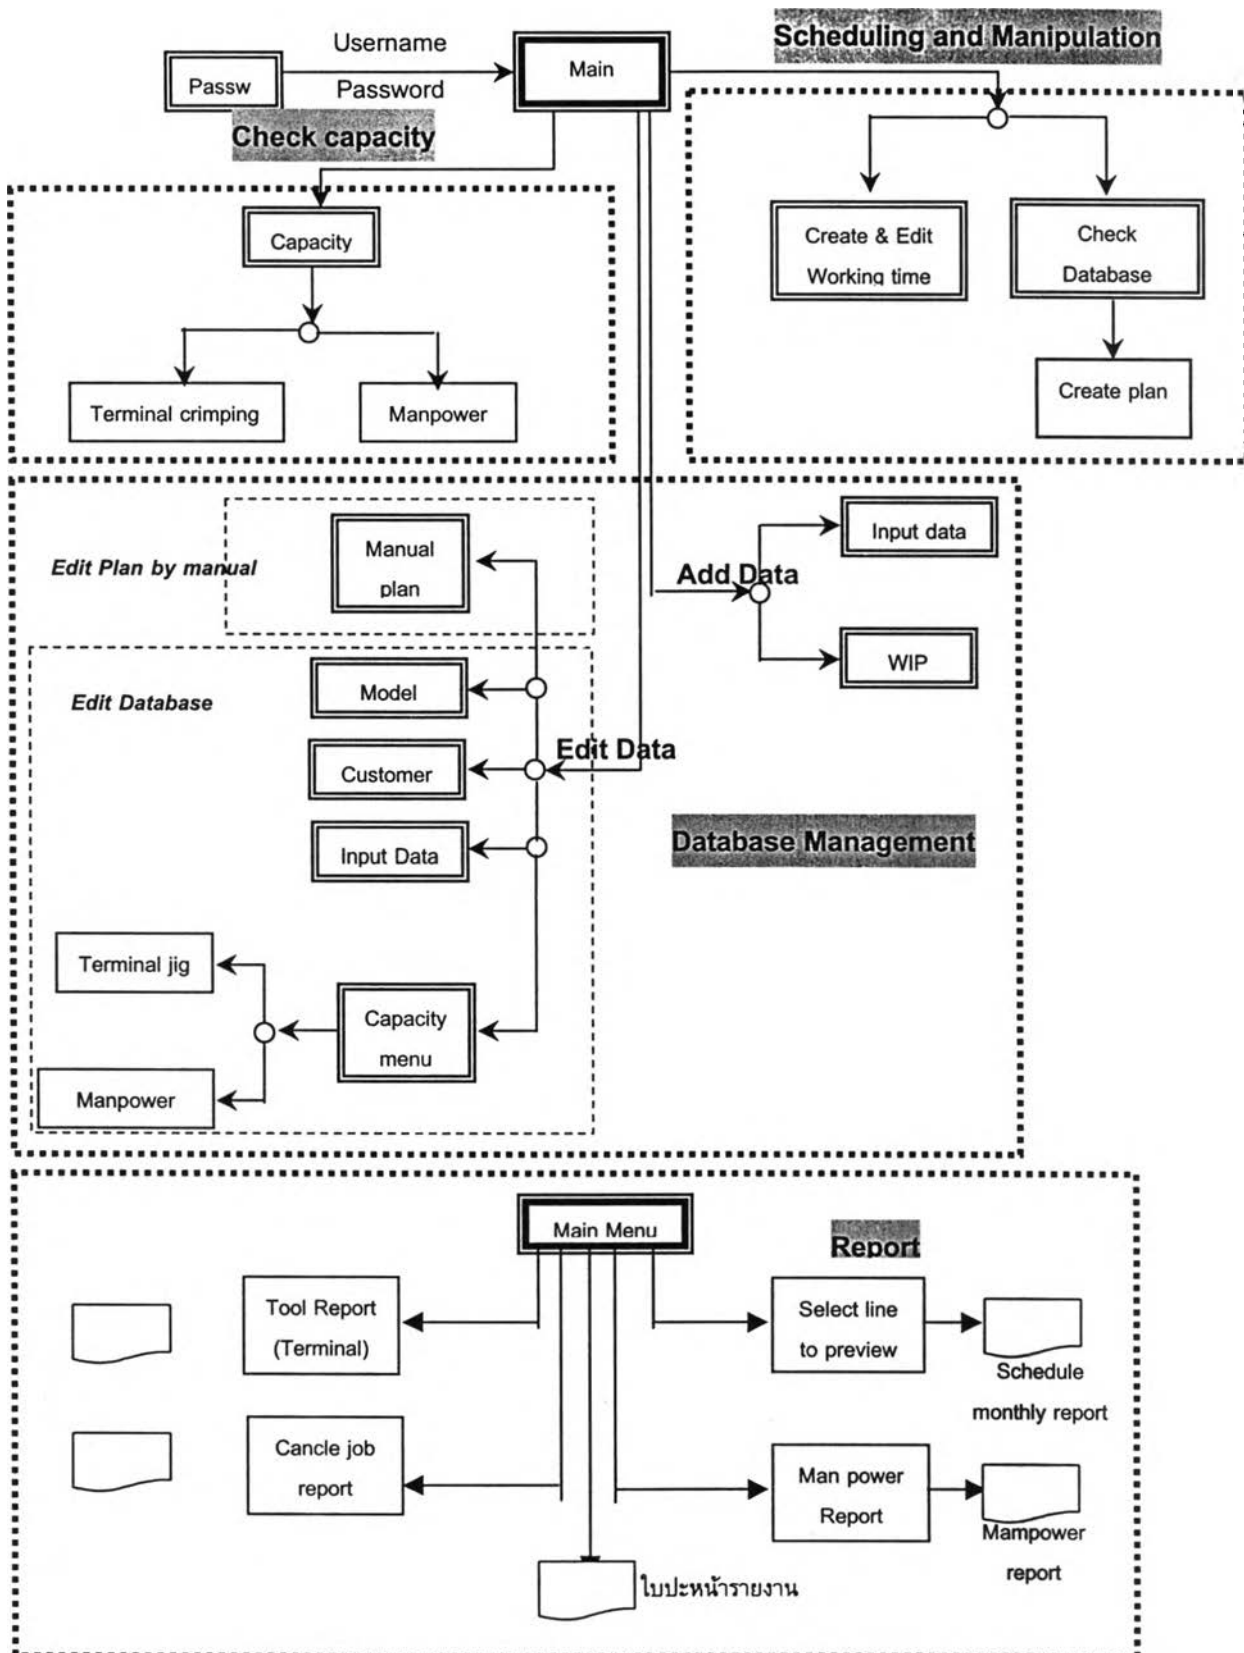 Scheduling and Manipulation
Username
Passw
Password
Main
Check capacity
Capacity
Terminal crimping
Manpower
Create & Edit
Working time
Check
Database
Create plan
Edit Plan by manual
Manual
plan
Add Data
Input data
WIP
Edit Database
Model
Customer
Input Data
Edit Data
Database Management
Terminal jig
Manpower
Capacity
menu
Main Menu
Report
Tool Report
(Terminal)
Select line
to preview
Schedule
monthly report
Cancle job
report
Man power
Report
Mampower
report
ใบปะหน้ารายงาน